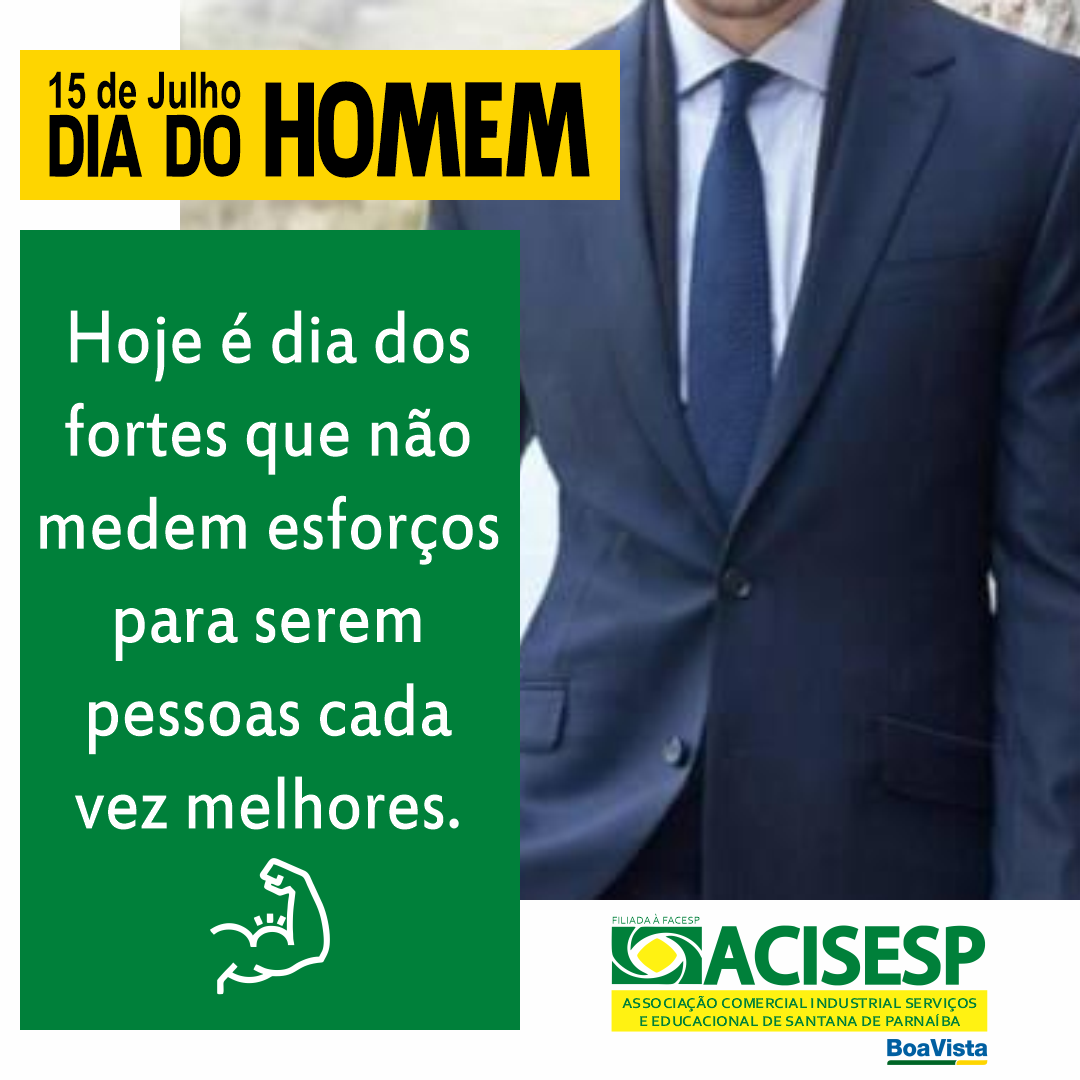 15 de Julho
DIA DO HOMEM
Hoje é dia dos
fortes que não
medem esforços
para serem
pessoas cada
vez melhores.
FILIADA À FACESP
ACISESP
ASSOCIAÇÃO COMERCIAL INDUSTRIAL SERVIÇOS
E EDUCACIONAL DE SANTANA DE PARNAÍBA
BoaVista